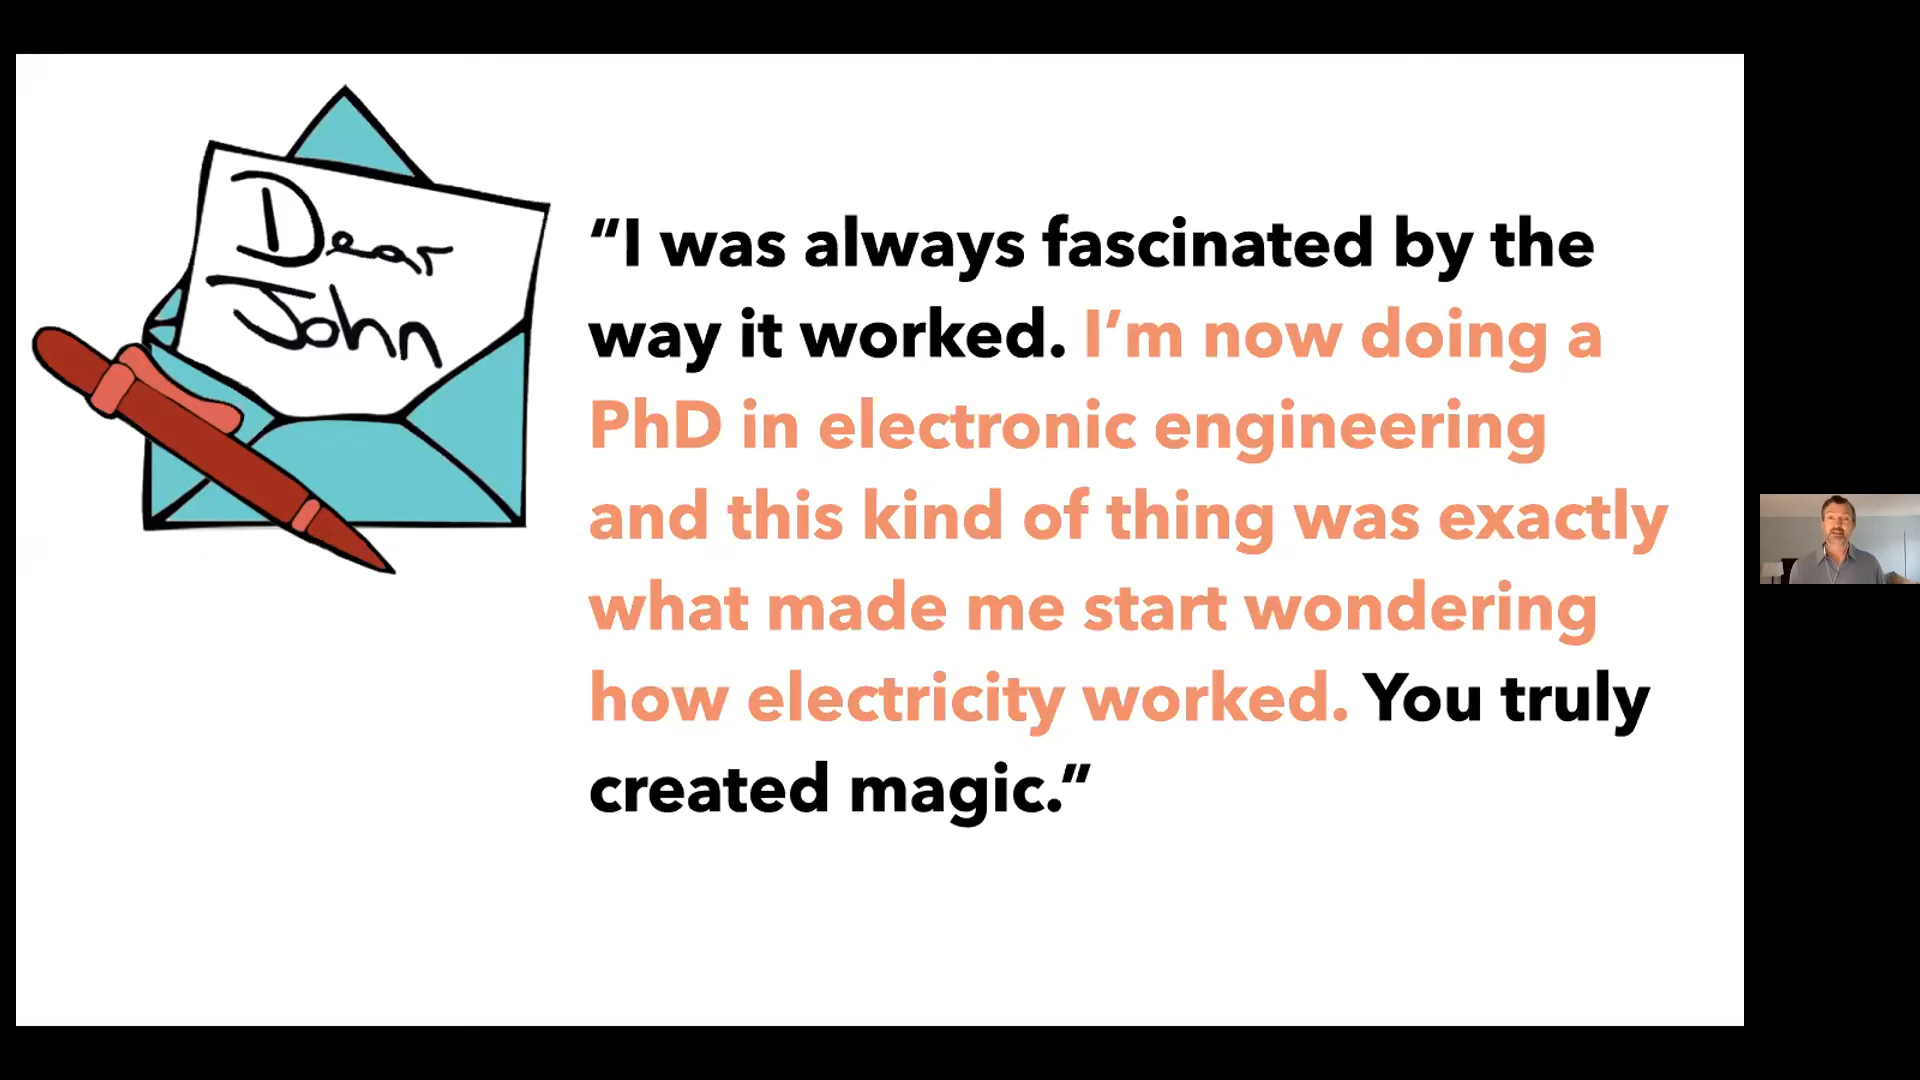 Dear
John
“I was always fascinated by the
way it worked. I’m now doing a
PhD in electronic engineering
and this kind of thing was exactly
what made me start wondering
how electricity worked. You truly
created magic.”